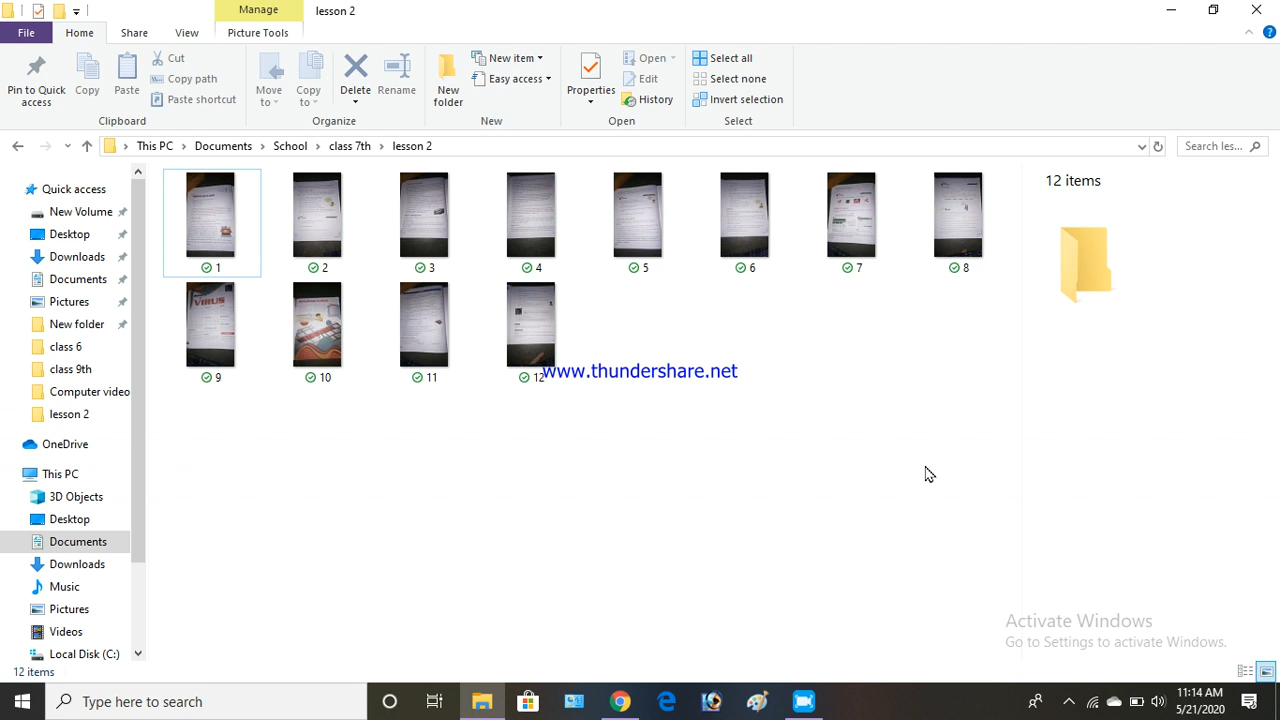 Manage
lesson 2
File
Home
Share
View
Picture Tools
Pin to Quick access
Copy
Paste
Cut
Copy path
Paste shortcut
Move to
Copy to
Delete
Rename
New folder
New item
Easy access
Properties
Open
Edit
History
Select all
Select none
Invert selection
Clipboard
Organize
New
Open
Select
This PC > Documents > School > class 7th > lesson 2
Search les...
Quick access
New Volume
Desktop
Downloads
Documents
Pictures
New folder
class 6
class 9th
Computer video
lesson 2
OneDrive
This PC
3D Objects
Desktop
Documents
Downloads
Music
Pictures
Videos
Local Disk (C:)
1 2 3 4 5 6 7 8
VIRUS
9 10 11 12
www.thundershare.net
12 items
Activate Windows
Go to Settings to activate Windows.
12 items
Type here to search
11:14 AM
5/21/2020